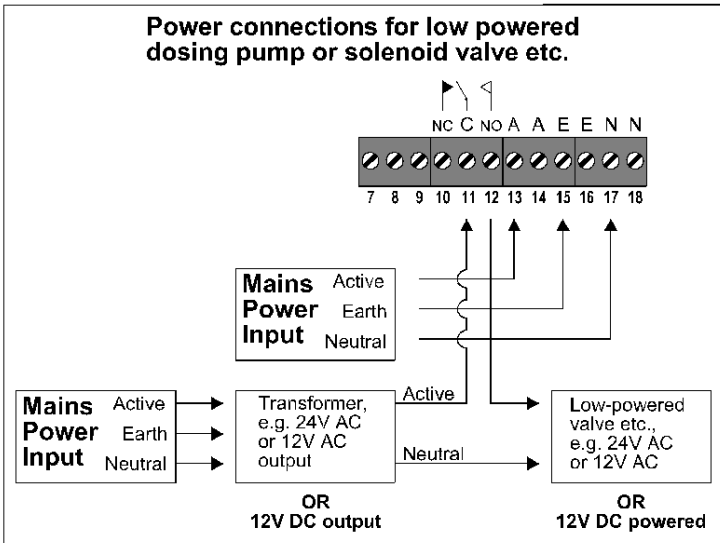 Power connections for low powered
dosing pump or solenoid valve etc.
NC C NO A A E E N N
7 8 9 10 11 12 13 14 15 16 17 18
Mains
Power
Input
Active
Earth
Neutral
Mains
Power
Input
Active
Earth
Neutral
Transformer,
e.g. 24V AC
or 12V AC
output
Active
Neutral
Low-powered
valve etc.,
e.g. 24V AC
or 12V AC
OR
12V DC output
OR
12V DC powered